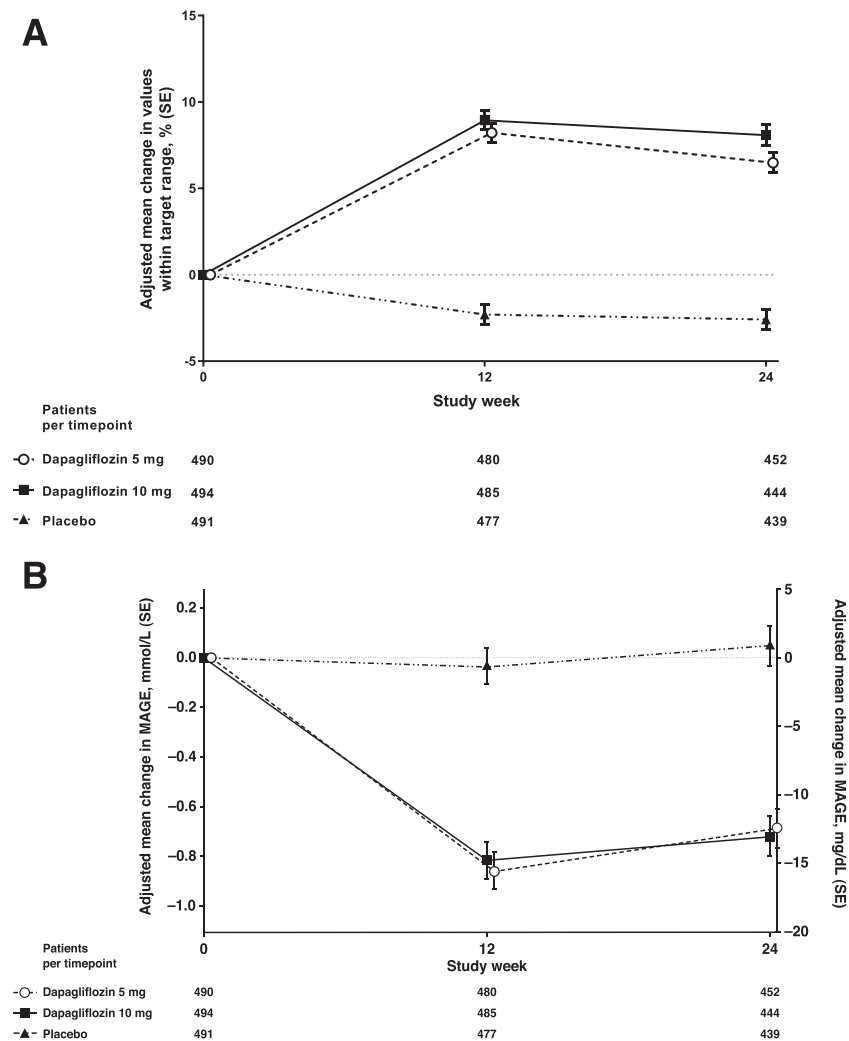 A
Adjusted mean change in values
within target range, % (SE)
15
10
5
0
-5
0 12 24
Study week
Patients
per timepoint
Dapagliflozin 5 mg 490 480 452
Dapagliflozin 10 mg 494 485 444
Placebo 491 477 439
B
Adjusted mean change in MAGE, mmol/L (SE)
0.2
0.0
–0.2
–0.4
–0.6
–0.8
–1.0
5
0
–5
–10
–15
–20
Adjusted mean change in MAGE, mg/dL (SE)
0 12 24
Study week
Patients
per timepoint
Dapagliflozin 5 mg 490 480 452
Dapagliflozin 10 mg 494 485 444
Placebo 491 477 439